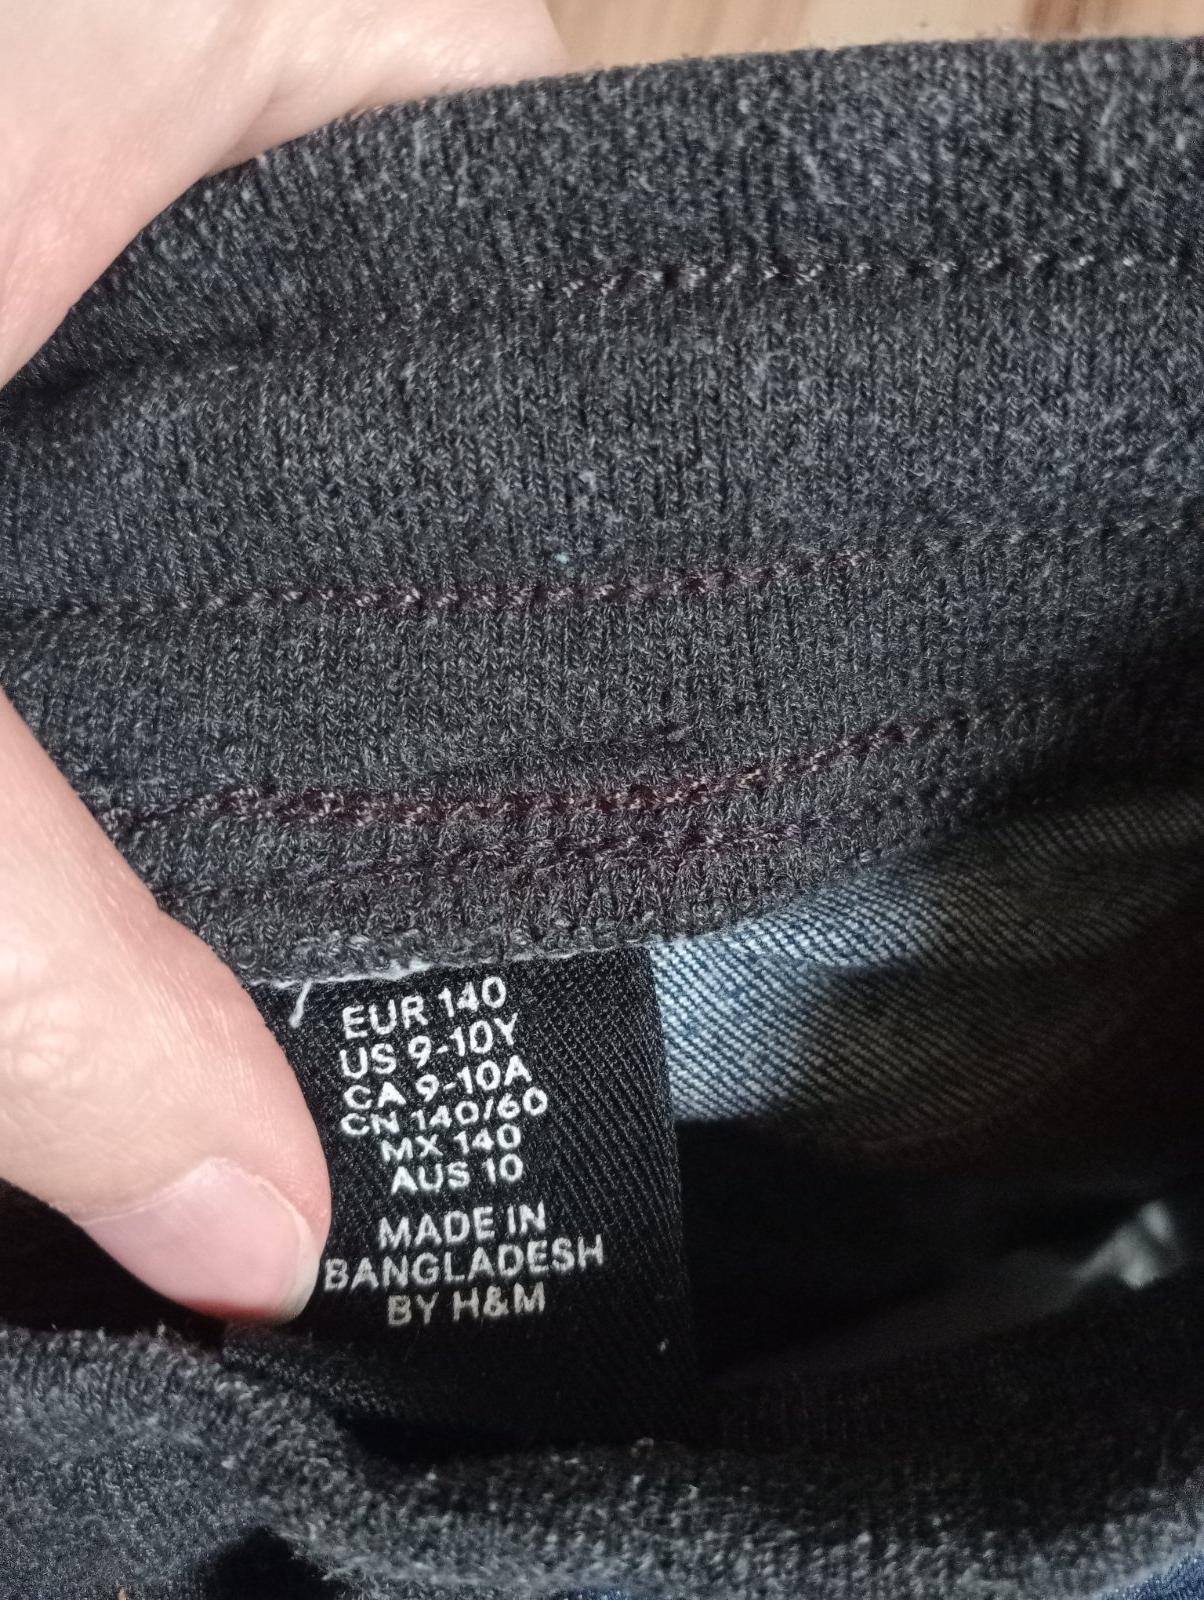 EUR 140
US 9-10Y
CA 9-10A
CN 140/60
MX 140
AUS 10
MADE IN
BANGLADESH
BY H&M